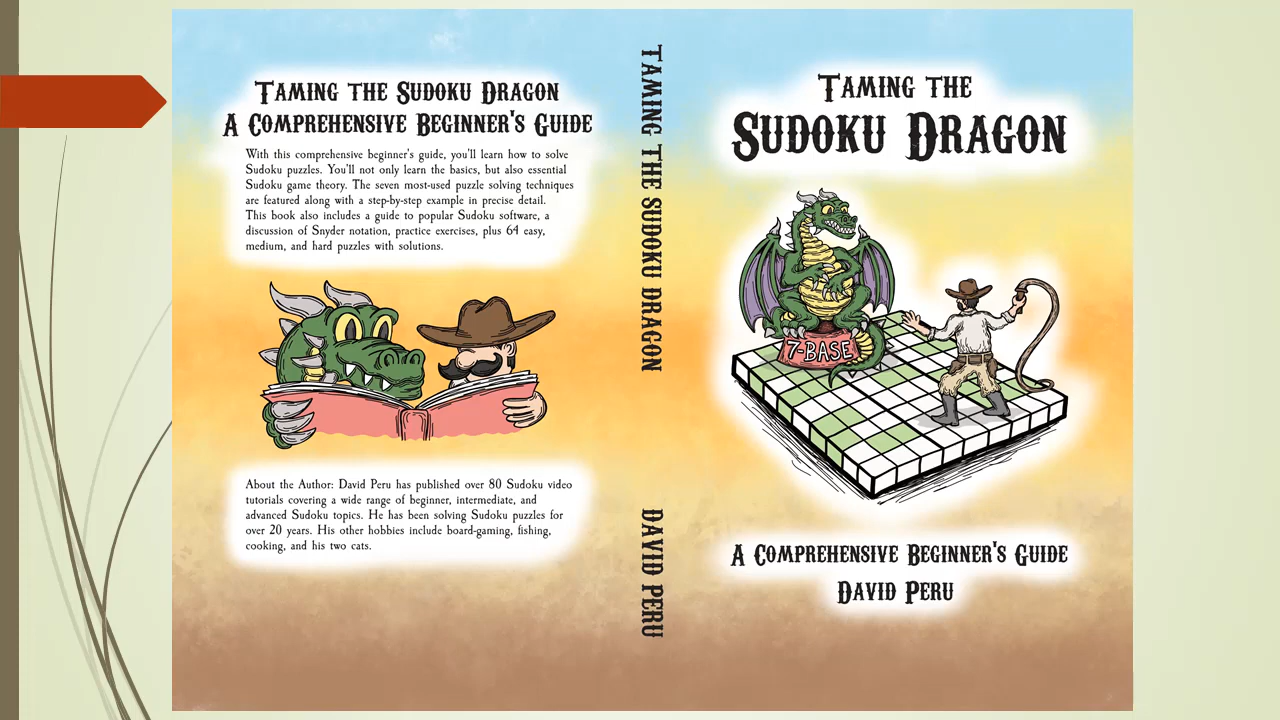 Taming the Sudoku Dragon
A Comprehensive Beginner's Guide
With this comprehensive beginner's guide, you'll learn how to solve
Sudoku puzzles. You'll not only learn the basics, but also essential
Sudoku game theory. The seven most-used puzzle solving techniques
are featured along with a step-by-step example in precise detail.
This book also includes a guide to popular Sudoku software, a
discussion of Snyder notation, practice exercises, plus 64 easy,
medium, and hard puzzles with solutions.
About the Author: David Peru has published over 80 Sudoku video
tutorials covering a wide range of beginner, intermediate, and
advanced Sudoku topics. He has been solving Sudoku puzzles for
over 20 years. His other hobbies include board-gaming, fishing,
cooking, and his two cats.
Taming the Sudoku Dragon
David Peru
Taming the
Sudoku Dragon
7-BASE
A Comprehensive Beginner's Guide
David Peru